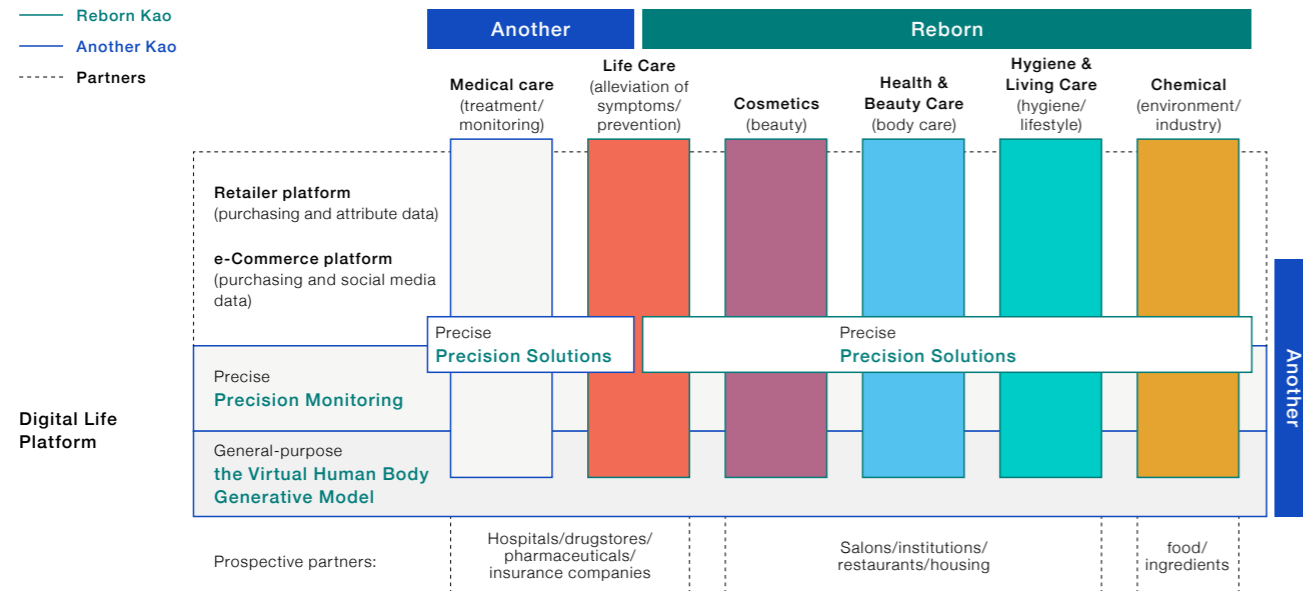 Reborn Kao
Another Kao
Partners
Another
Reborn
Medical care
(treatment/
monitoring)
Life Care
(alleviation of
symptoms/
prevention)
Cosmetics
(beauty)
Health &
Beauty Care
(body care)
Hygiene &
Living Care
(hygiene/
lifestyle)
Chemical
(environment/
industry)
Retailer platform
(purchasing and attribute data)
e-Commerce platform
(purchasing and social media
data)
Precise
Precision Solutions
Precise
Precision Solutions
Another
Digital Life
Platform
Precise
Precision Monitoring
General-purpose
the Virtual Human Body
Generative Model
Prospective partners:
Hospitals/drugstores/
pharmaceuticals/
insurance companies
Salons/institutions/
restaurants/housing
food/
ingredients